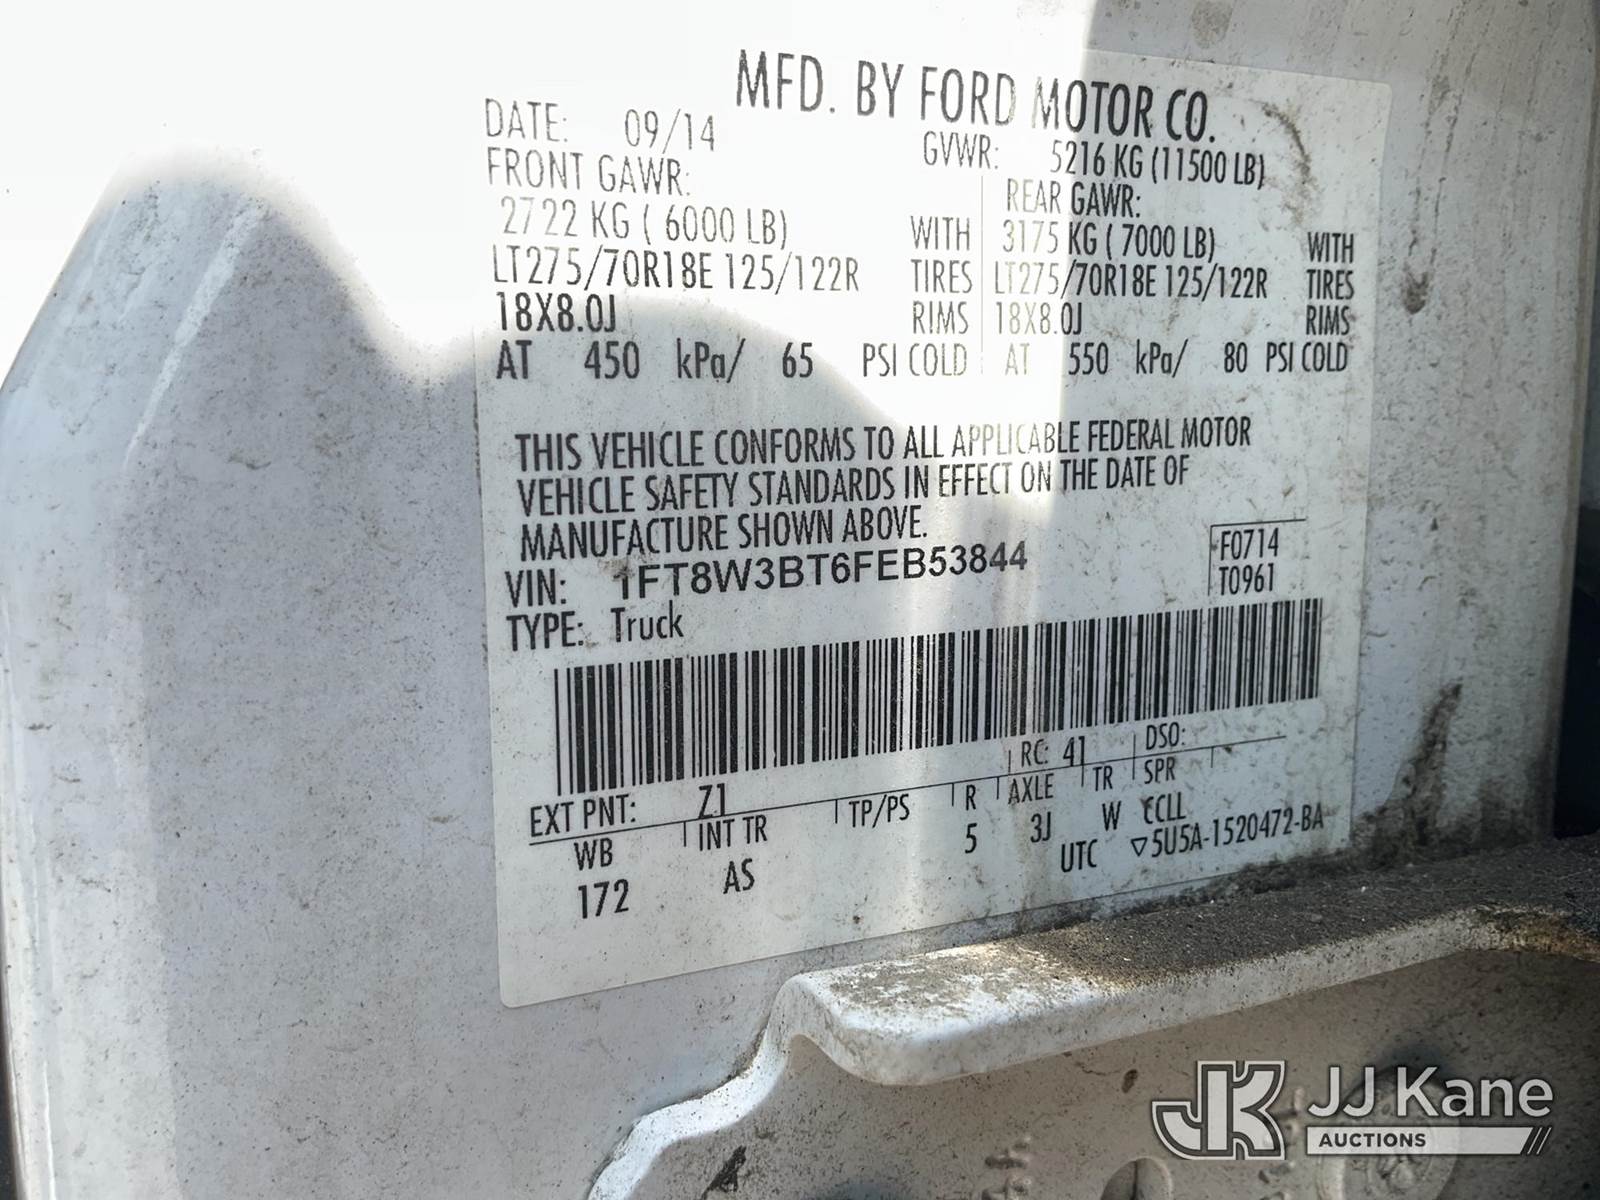 MFD. BY FORD MOTOR CO.
DATE: 09/14 GVWR: 5216 KG (11500 LB)
FRONT GAWR: REAR GAWR:
2722 KG ( 6000 LB) WITH 3175 KG ( 7000 LB) WITH
LT275/70R18E 125/122R TIRES LT275/70R18E 125/122R TIRES
18X8.0J RIMS 18X8.0J RIMS
AT 450 kPa/ 65 PSI COLD AT 550 kPa/ 80 PSI COLD
THIS VEHICLE CONFORMS TO ALL APPLICABLE FEDERAL MOTOR
VEHICLE SAFETY STANDARDS IN EFFECT ON THE DATE OF
MANUFACTURE SHOWN ABOVE.
VIN: 1FT8W3BT6FEB53844 F0714
TYPE: Truck T0961
EXT PNT: Z1 RC: 41 DSO:
WB INT TR TP/PS R AXLE TR SPR
172 AS 5 3J W CCLL
UTC ▽5U5A-1520472-BA
JK JJ Kane
AUCTIONS